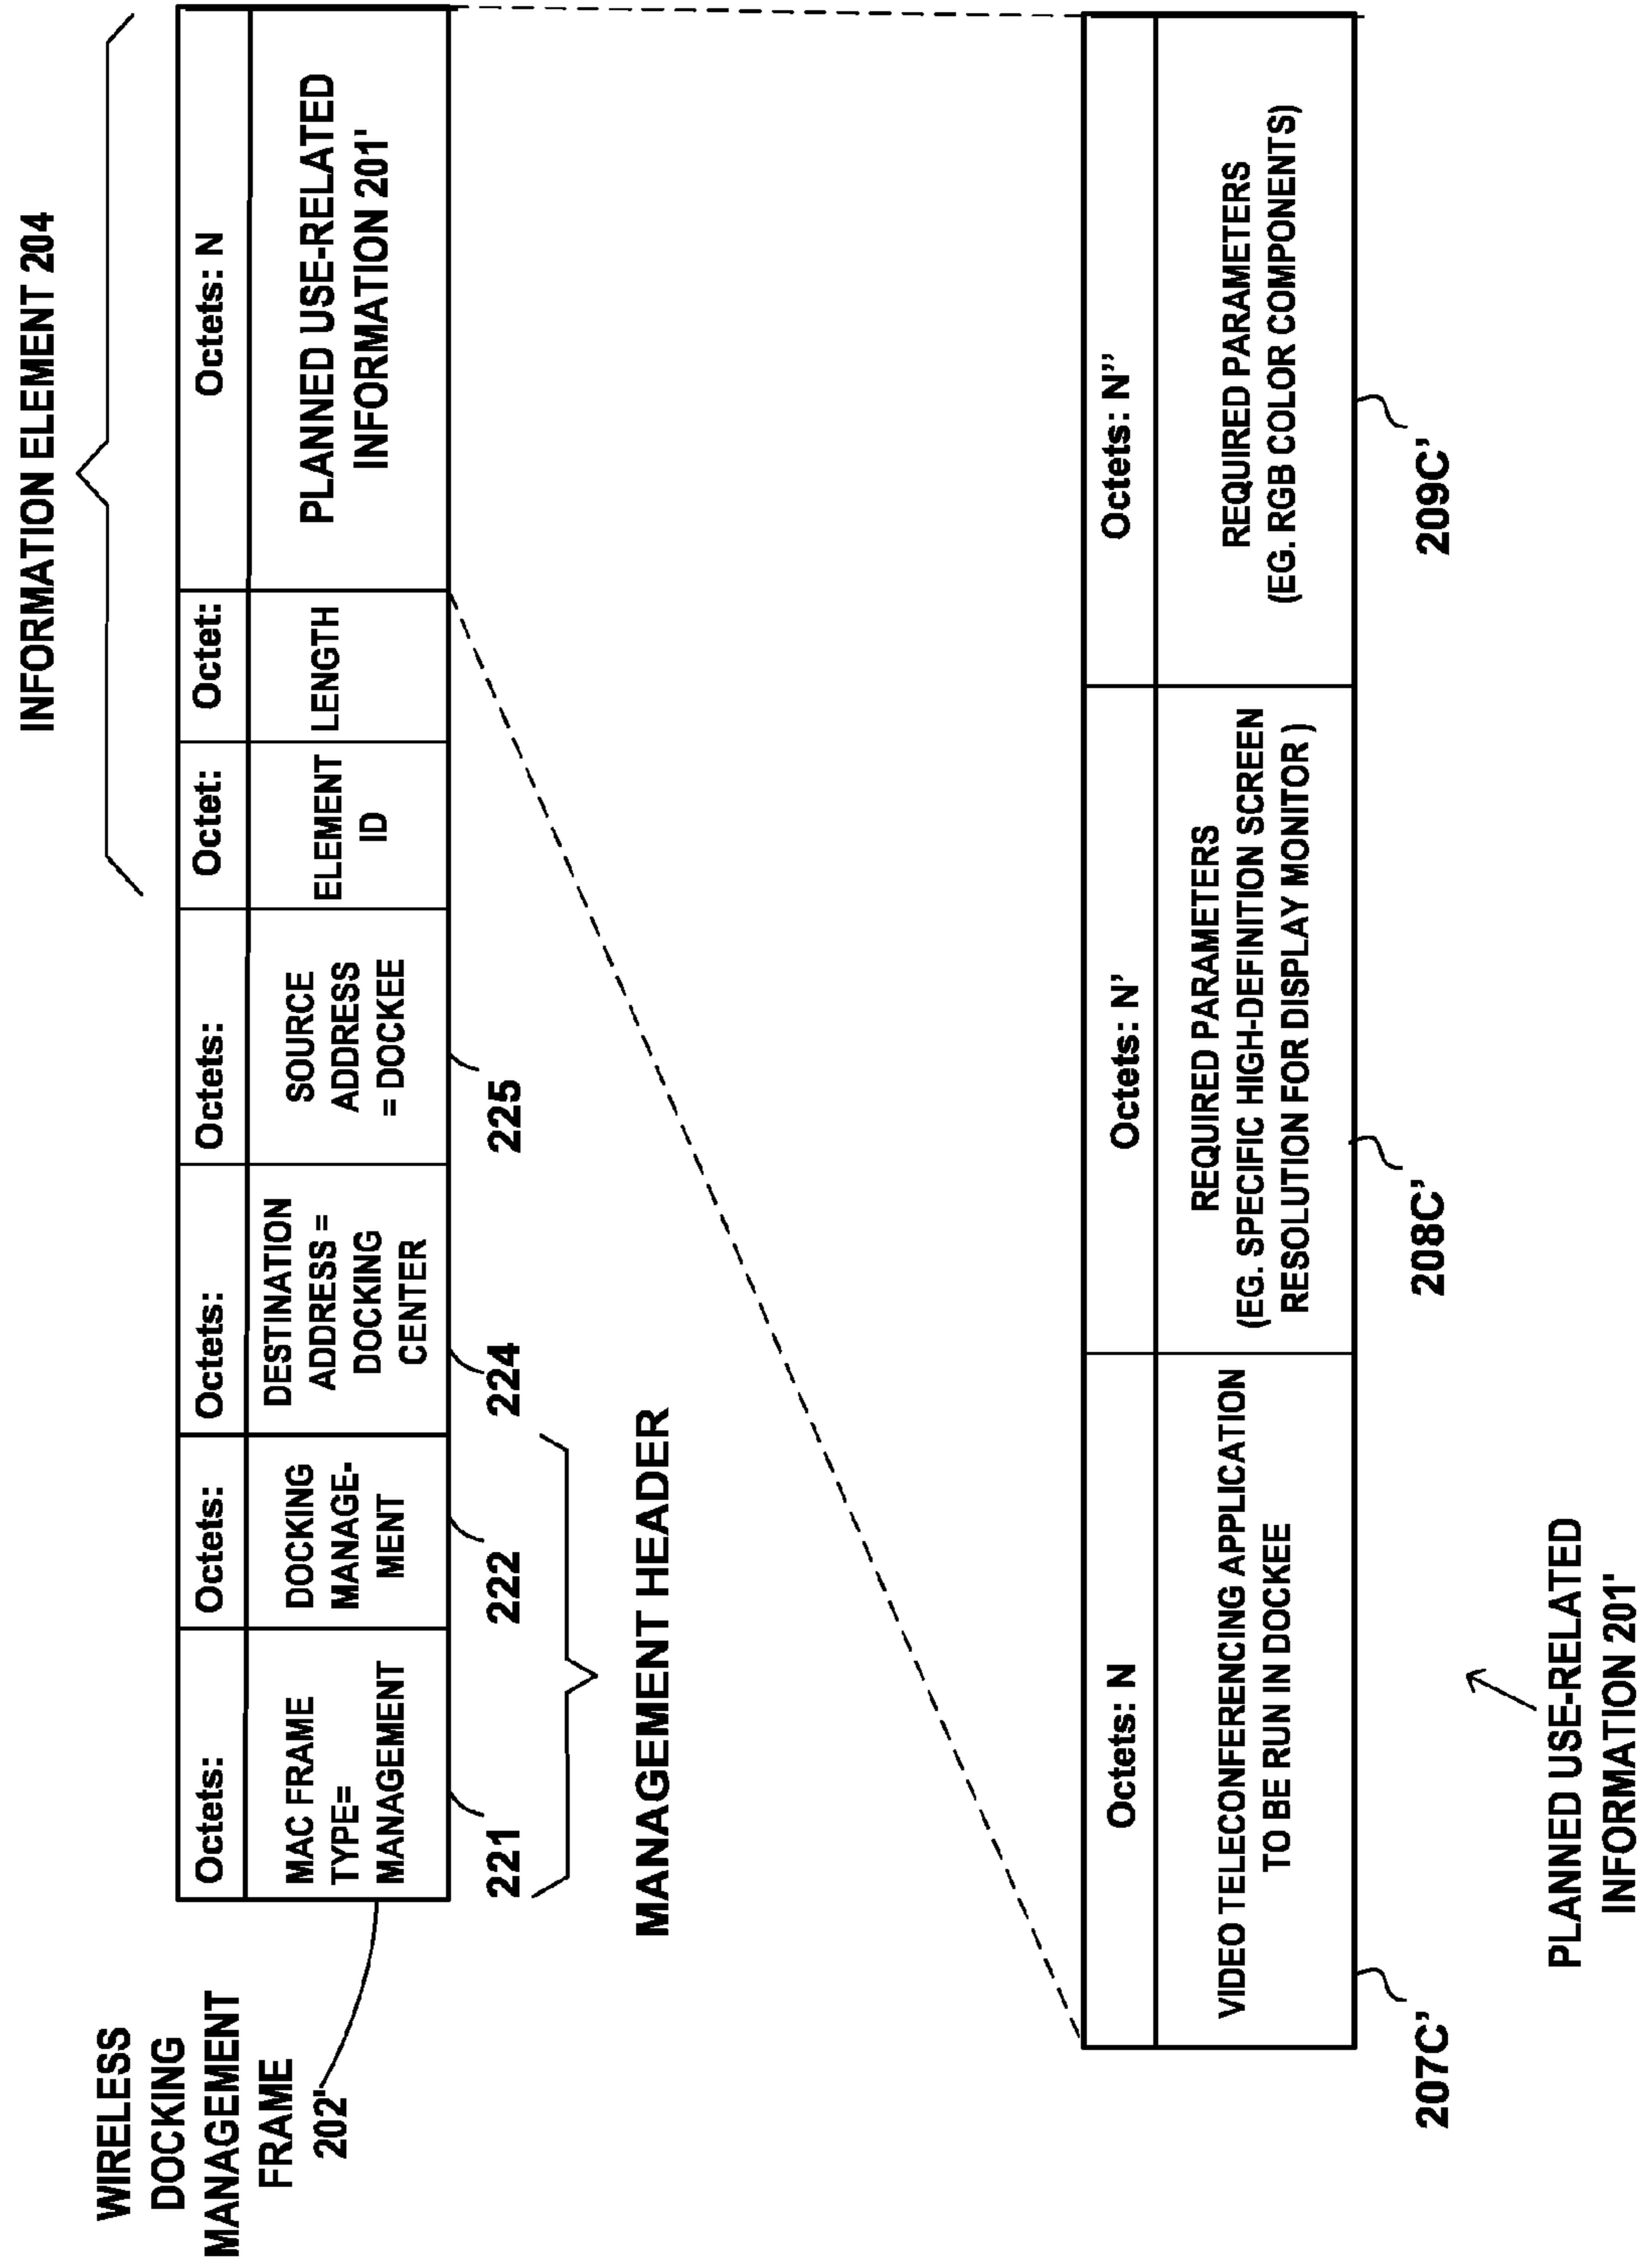 WIRELESS
DOCKING
MANAGEMENT
FRAME
202'
INFORMATION ELEMENT 204
Octets:
Octets:
Octets:
Octets:
Octet:
Octet:
Octets: N
MAC FRAME
TYPE=
MANAGEMENT
DOCKING
MANAGE-
MENT
DESTINATION
ADDRESS =
DOCKING
CENTER
SOURCE
ADDRESS
= DOCKEE
ELEMENT
ID
LENGTH
PLANNED USE-RELATED
INFORMATION 201'
221
222
224
225
MANAGEMENT HEADER
Octets: N
Octets: N'
Octets: N''
VIDEO TELECONFERENCING APPLICATION
TO BE RUN IN DOCKEE
REQUIRED PARAMETERS
(EG. SPECIFIC HIGH-DEFINITION SCREEN
RESOLUTION FOR DISPLAY MONITOR )
REQUIRED PARAMETERS
(EG. RGB COLOR COMPONENTS)
207C'
208C'
209C'
PLANNED USE-RELATED
INFORMATION 201'